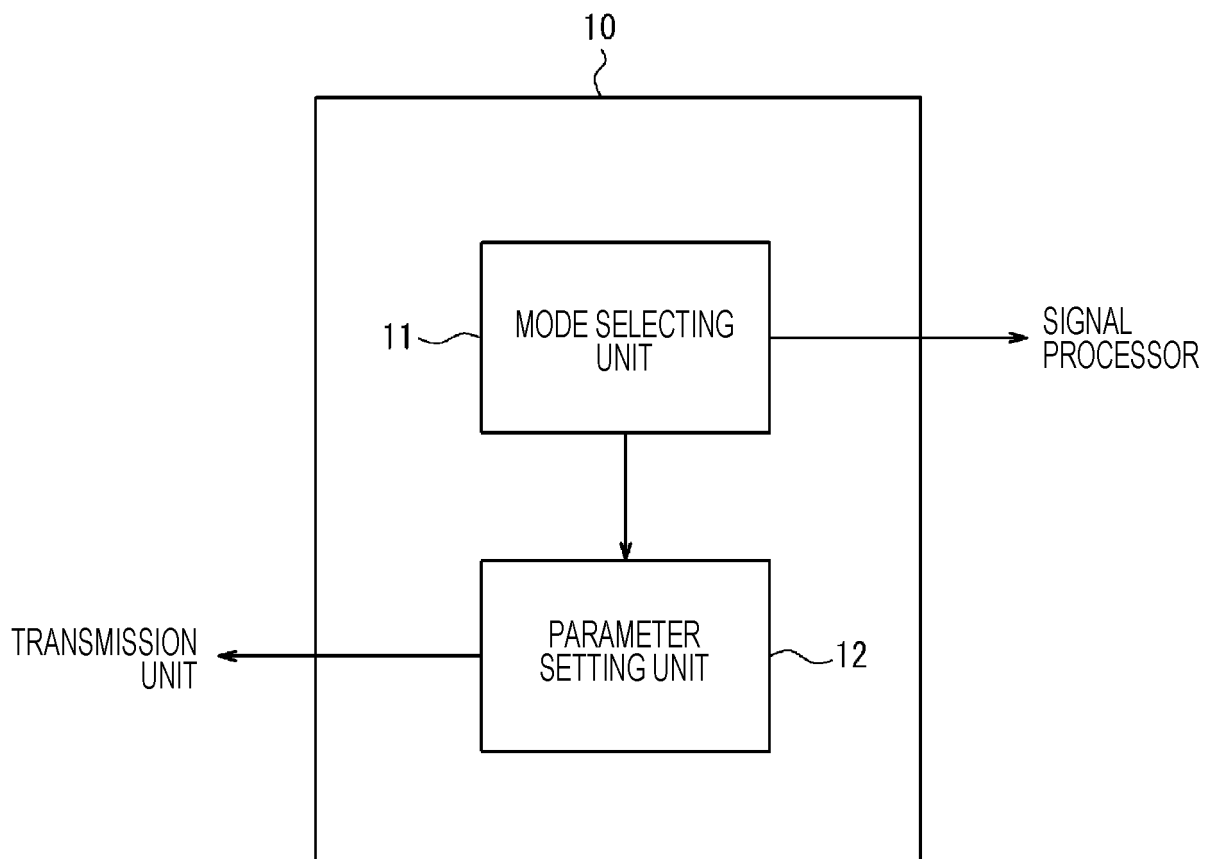 10
MODE SELECTING
UNIT
11
SIGNAL
PROCESSOR
PARAMETER
SETTING UNIT
12
TRANSMISSION
UNIT